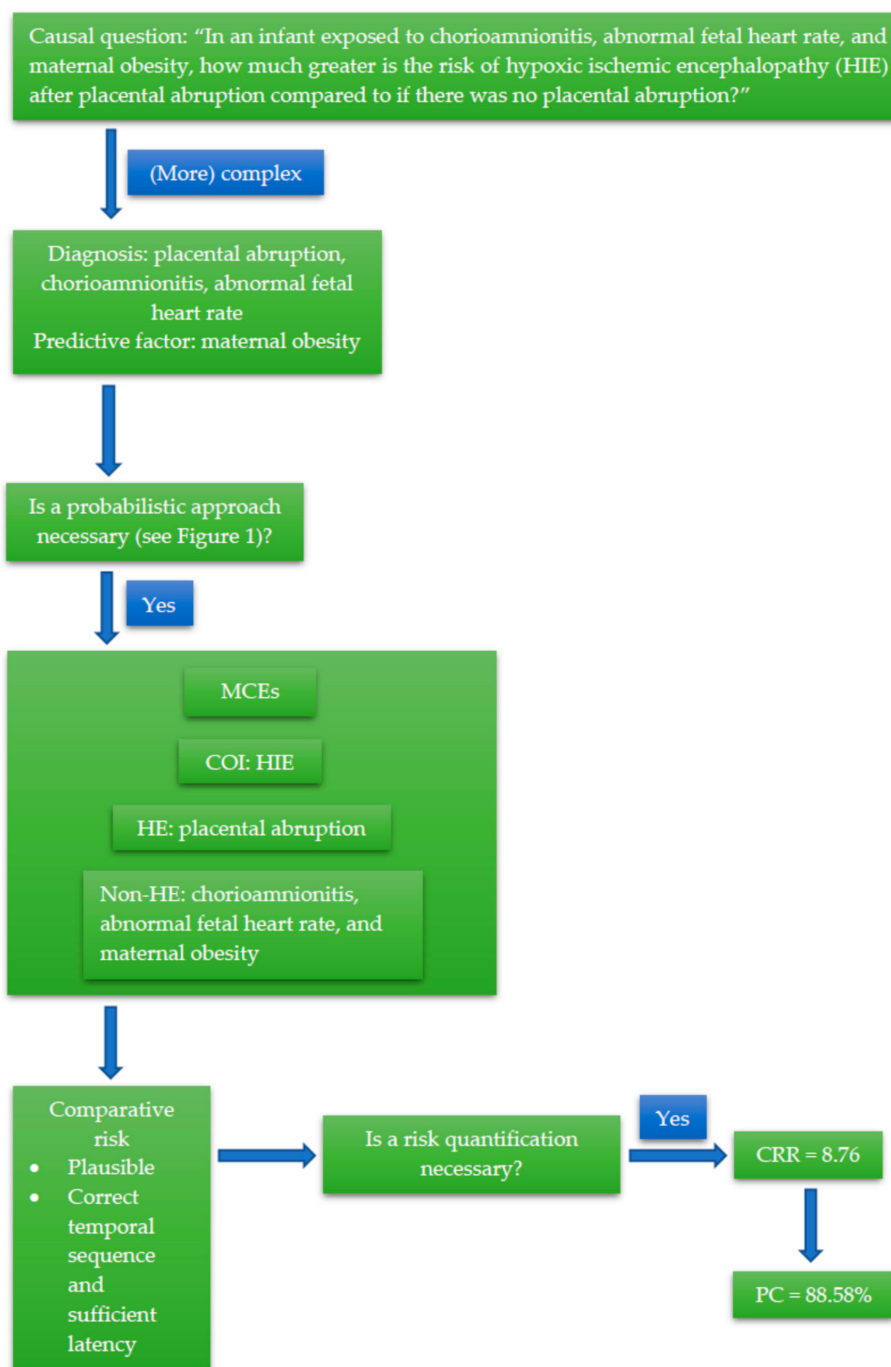 Causal question: “In an infant exposed to chorioamnionitis, abnormal fetal heart rate, and
maternal obesity, how much greater is the risk of hypoxic ischemic encephalopathy (HIE)
after placental abruption compared to if there was no placental abruption?”
(More) complex
Diagnosis: placental abruption,
chorioamnionitis, abnormal fetal
heart rate
Predictive factor: maternal obesity
Is a probabilistic approach
necessary (see Figure 1)?
Yes
MCEs
COI: HIE
HE: placental abruption
Non-HE: chorioamnionitis,
abnormal fetal heart rate, and
maternal obesity
Comparative
risk
• Plausible
• Correct
temporal
sequence
and
sufficient
latency
Is a risk quantification
necessary?
Yes
CRR = 8.76
PC = 88.58%